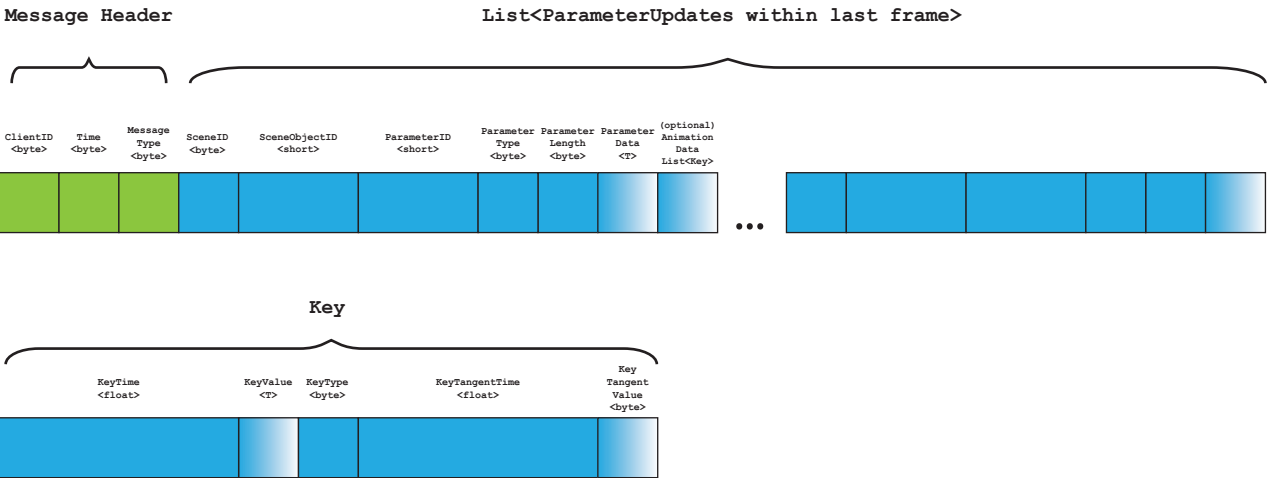 Message Header
List<ParameterUpdates within last frame>
ClientID
<byte>
Time
<byte>
Message
Type
<byte>
SceneID
<byte>
SceneObjectID
<short>
ParameterID
<short>
Parameter
Type
<byte>
Parameter
Length
<byte>
Parameter
Data
<T>
(optional)
Animation
Data
List<Key>
...
Key
KeyTime
<float>
KeyValue
<T>
KeyType
<byte>
KeyTangentTime
<float>
Key
Tangent
Value
<byte>